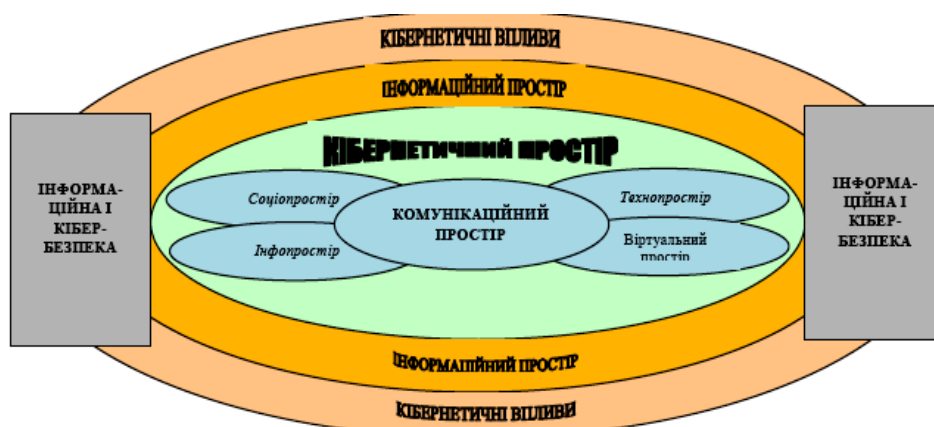 КІБЕРНЕТИЧНІ ВПЛИВИ
ІНФОРМАЦІЙНИЙ ПРОСТІР
КІБЕРНЕТИЧНИЙ ПРОСТІР
ІНФОРМА-
ЦІЙНА І
КІБЕР-
БЕЗПЕКА
Соціопростір
Інфопростір
КОМУНІКАЦІЙНИЙ
ПРОСТІР
Технопростір
Віртуальний
простір
ІНФОРМА-
ЦІЙНА І
КІБЕР-
БЕЗПЕКА
ІНФОРМАЦІЙНИЙ ПРОСТІР
КІБЕРНЕТИЧНІ ВПЛИВИ